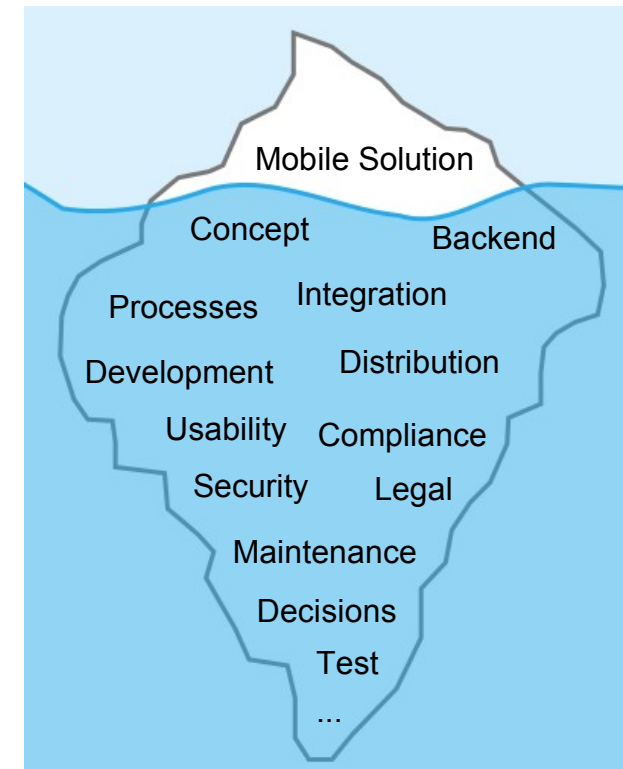 Mobile Solution
Concept
Backend
Processes
Integration
Development
Distribution
Usability
Compliance
Security
Legal
Maintenance
Decisions
Test
...